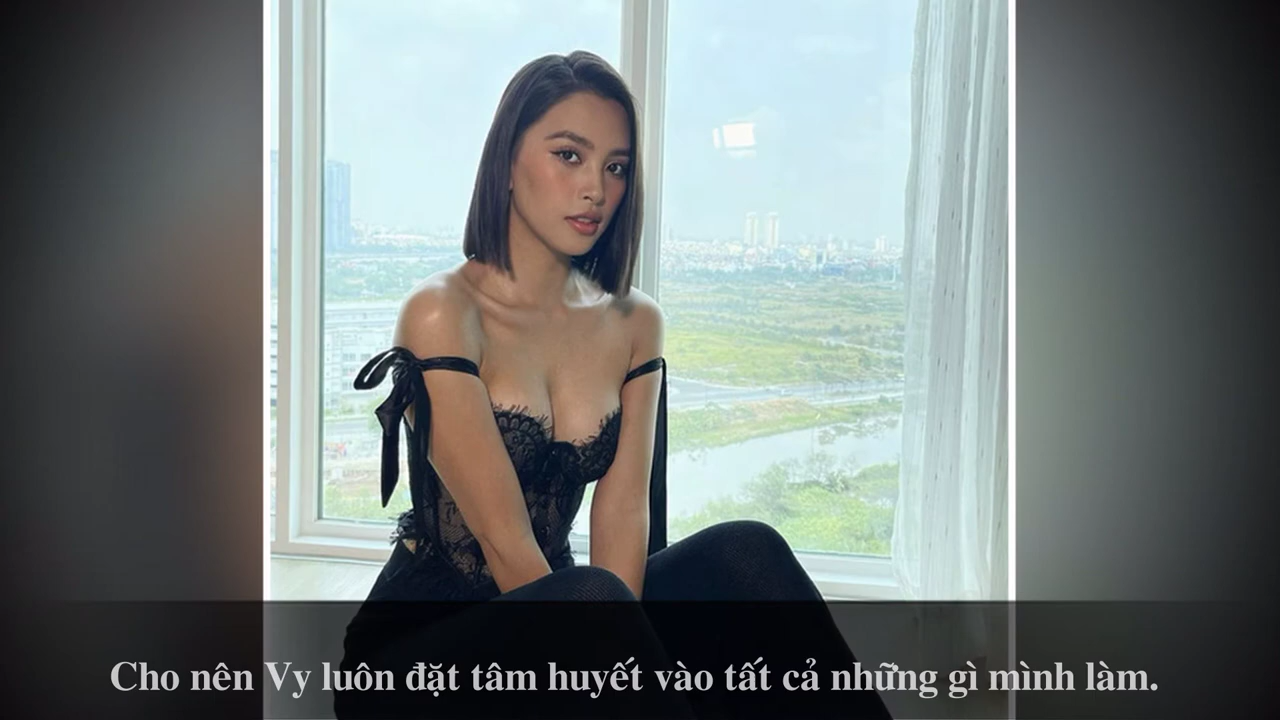 Cho nên Vy luôn đặt tâm huyết vào tất cả những gì mình làm.